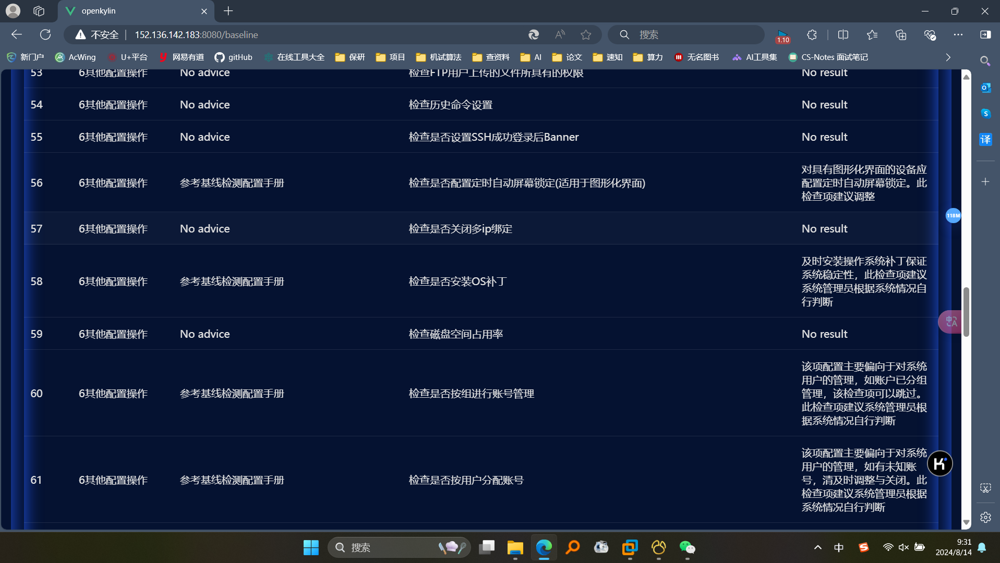 openkylin
不安全
152.136.142.183:8080/baseline
搜索
1.10
新门户 AcWing U+平台 网易有道 gitHub 在线工具大全 保研 项目 机试算法 查资料 AI 论文 速知 算力 无名图书 AI工具集 CS-Notes 面试笔记
53 6其他配置操作 No advice 检查FTP用户上传的文件所具有的权限 No result
54 6其他配置操作 No advice 检查历史命令设置 No result
55 6其他配置操作 No advice 检查是否设置SSH成功登录后Banner No result
56 6其他配置操作 参考基线检测配置手册 检查是否配置定时自动屏幕锁定(适用于图形化界面)
对具有图形化界面的设备应
配置定时自动屏幕锁定。此
检查项建议调整
57 6其他配置操作 No advice 检查是否关闭多ip绑定 No result
58 6其他配置操作 参考基线检测配置手册 检查是否安装OS补丁
及时安装操作系统补丁保证
系统稳定性，此检查项建议
系统管理员根据系统情况自
行判断
59 6其他配置操作 No advice 检查磁盘空间占用率 No result
60 6其他配置操作 参考基线检测配置手册 检查是否按组进行账号管理
该项配置主要偏向于对系统
用户的管理，如账户已分组
管理，该检查项可以跳过。
此检查项建议系统管理员根
据系统情况自行判断
61 6其他配置操作 参考基线检测配置手册 检查是否按用户分配账号
该项配置主要偏向于对系统
用户的管理，如有未知账
号，清及时调整与关闭。此
检查项建议系统管理员根据
系统情况自行判断
118M
译
搜索
中
9:31
2024/8/14